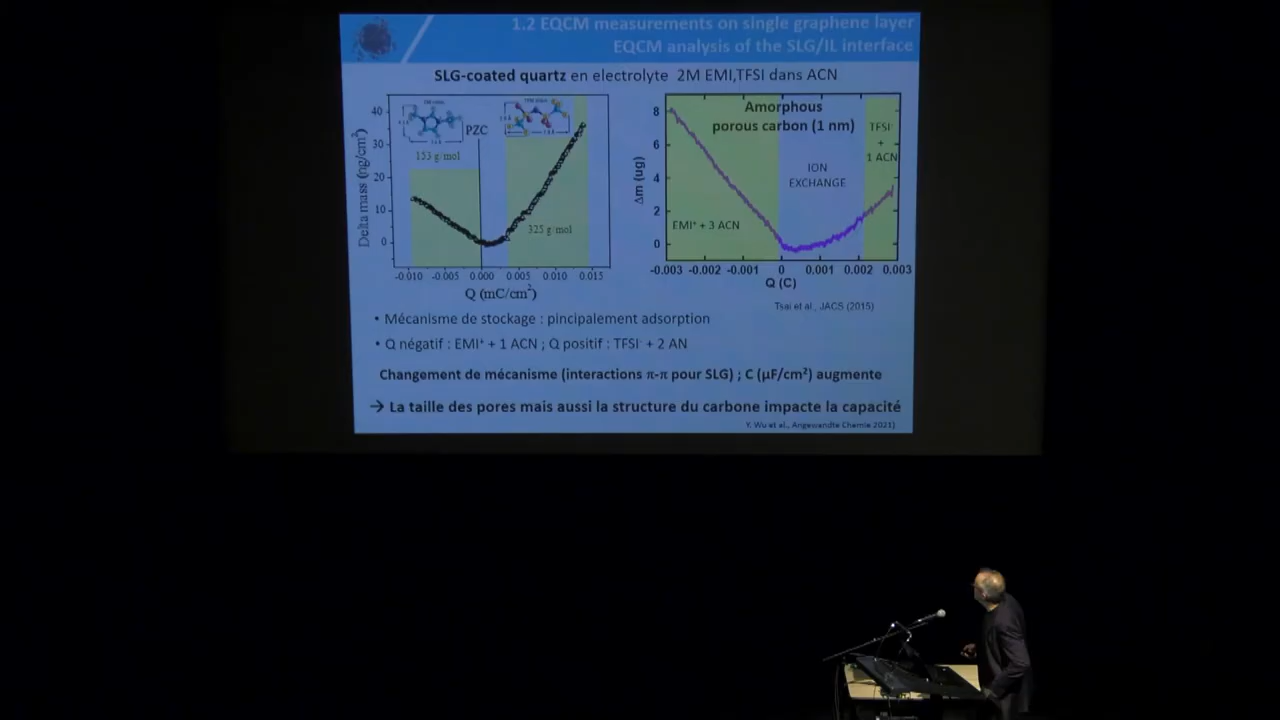 1.2 EQCM measurements on single graphene layer
EQCM analysis of the SLG/IL interface
SLG-coated quartz en electrolyte 2M EMI,TFSI dans ACN
Delta mass (ng/cm²)
40
30
20
10
0
PZC
153 g/mol
325 g/mol
-0.010 -0.005 0.000 0.005 0.010 0.015
Q (mC/cm²)
Δm (ug)
8
6
4
2
0
Amorphous
porous carbon (1 nm)
TFSI⁻
+
1 ACN
ION
EXCHANGE
EMI⁺ + 3 ACN
-0.003 -0.002 -0.001 0 0.001 0.002 0.003
Q (C)
Tsai et al., JACS (2015)
• Mécanisme de stockage : pincipalement adsorption
• Q négatif : EMI⁺ + 1 ACN ; Q positif : TFSI⁻ + 2 AN
Changement de mécanisme (interactions π-π pour SLG) ; C (µF/cm²) augmente
→ La taille des pores mais aussi la structure du carbone impacte la capacité
Y. Wu et al., Angewandte Chemie 2021)